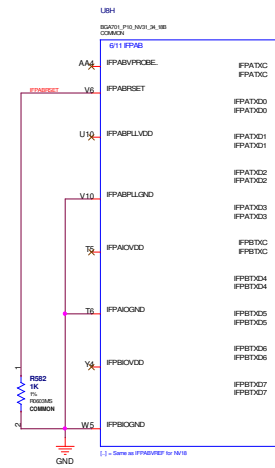 U8H
BGA701_P10_NV31_34_18B
COMMON
6/11 IFPAB
AA4 IFPABVPROBE..
IFPABRSET V6 IFPABRSET
U10 IFPABPLLVDD
V10 IFPABPLLGND
T5 IFPAIOVDD
T6 IFPAIOGND
Y4 IFPBIOVDD
W5 IFPBIOGND
IFPATXC
IFPATXC
IFPATXD0
IFPATXD0
IFPATXD1
IFPATXD1
IFPATXD2
IFPATXD2
IFPATXD3
IFPATXD3
IFPBTXC
IFPBTXC
IFPBTXD4
IFPBTXD4
IFPBTXD5
IFPBTXD5
IFPBTXD6
IFPBTXD6
IFPBTXD7
IFPBTXD7
1
R582
1K
1%
R0603MS
COMMON
2
GND
[..] = Same as IFPABVREF for NV18